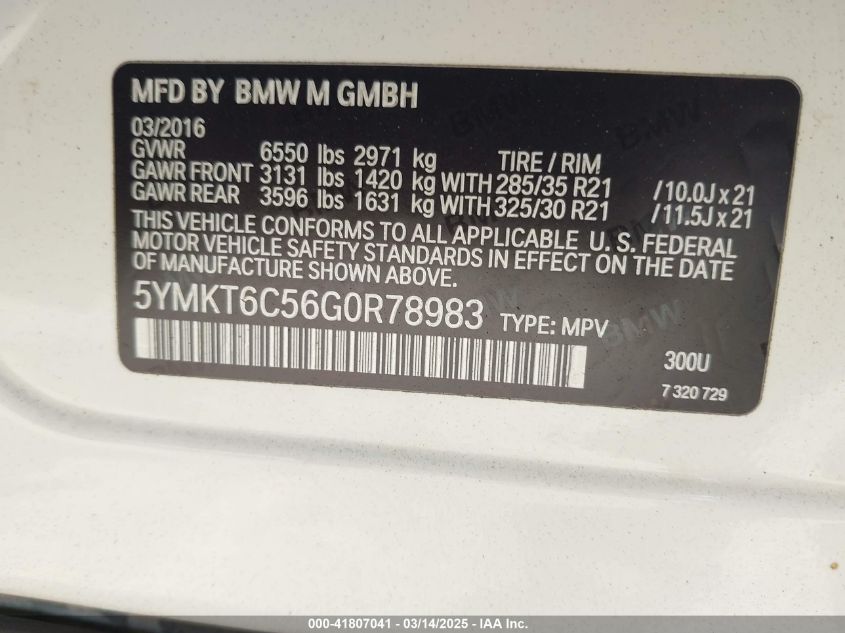 MFD BY BMW M GMBH
03/2016
GVWR 6550 lbs 2971 kg TIRE / RIM
GAWR FRONT 3131 lbs 1420 kg WITH 285/35 R21 /10.0J x 21
GAWR REAR 3596 lbs 1631 kg WITH 325/30 R21 /11.5J x 21
THIS VEHICLE CONFORMS TO ALL APPLICABLE U. S. FEDERAL
MOTOR VEHICLE SAFETY STANDARDS IN EFFECT ON THE DATE
OF MANUFACTURE SHOWN ABOVE.
5YMKT6C56G0R78983 TYPE: MPV
300U
7 320 729
000-41807041 - 03/14/2025 - IAA Inc.